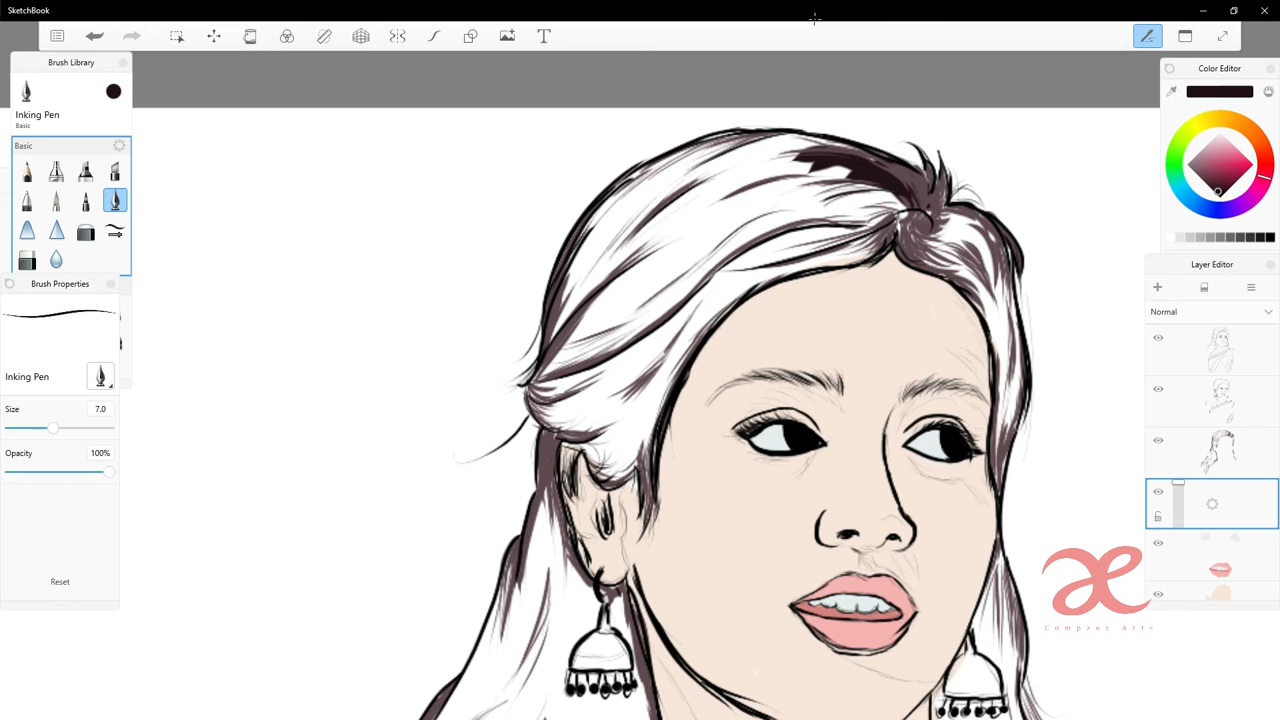 SketchBook
Brush Library
Inking Pen
Basic
Basic
Brush Properties
Inking Pen
Size
7.0
Opacity
100%
Reset
Color Editor
Layer Editor
Normal
æ
Compaes Arts